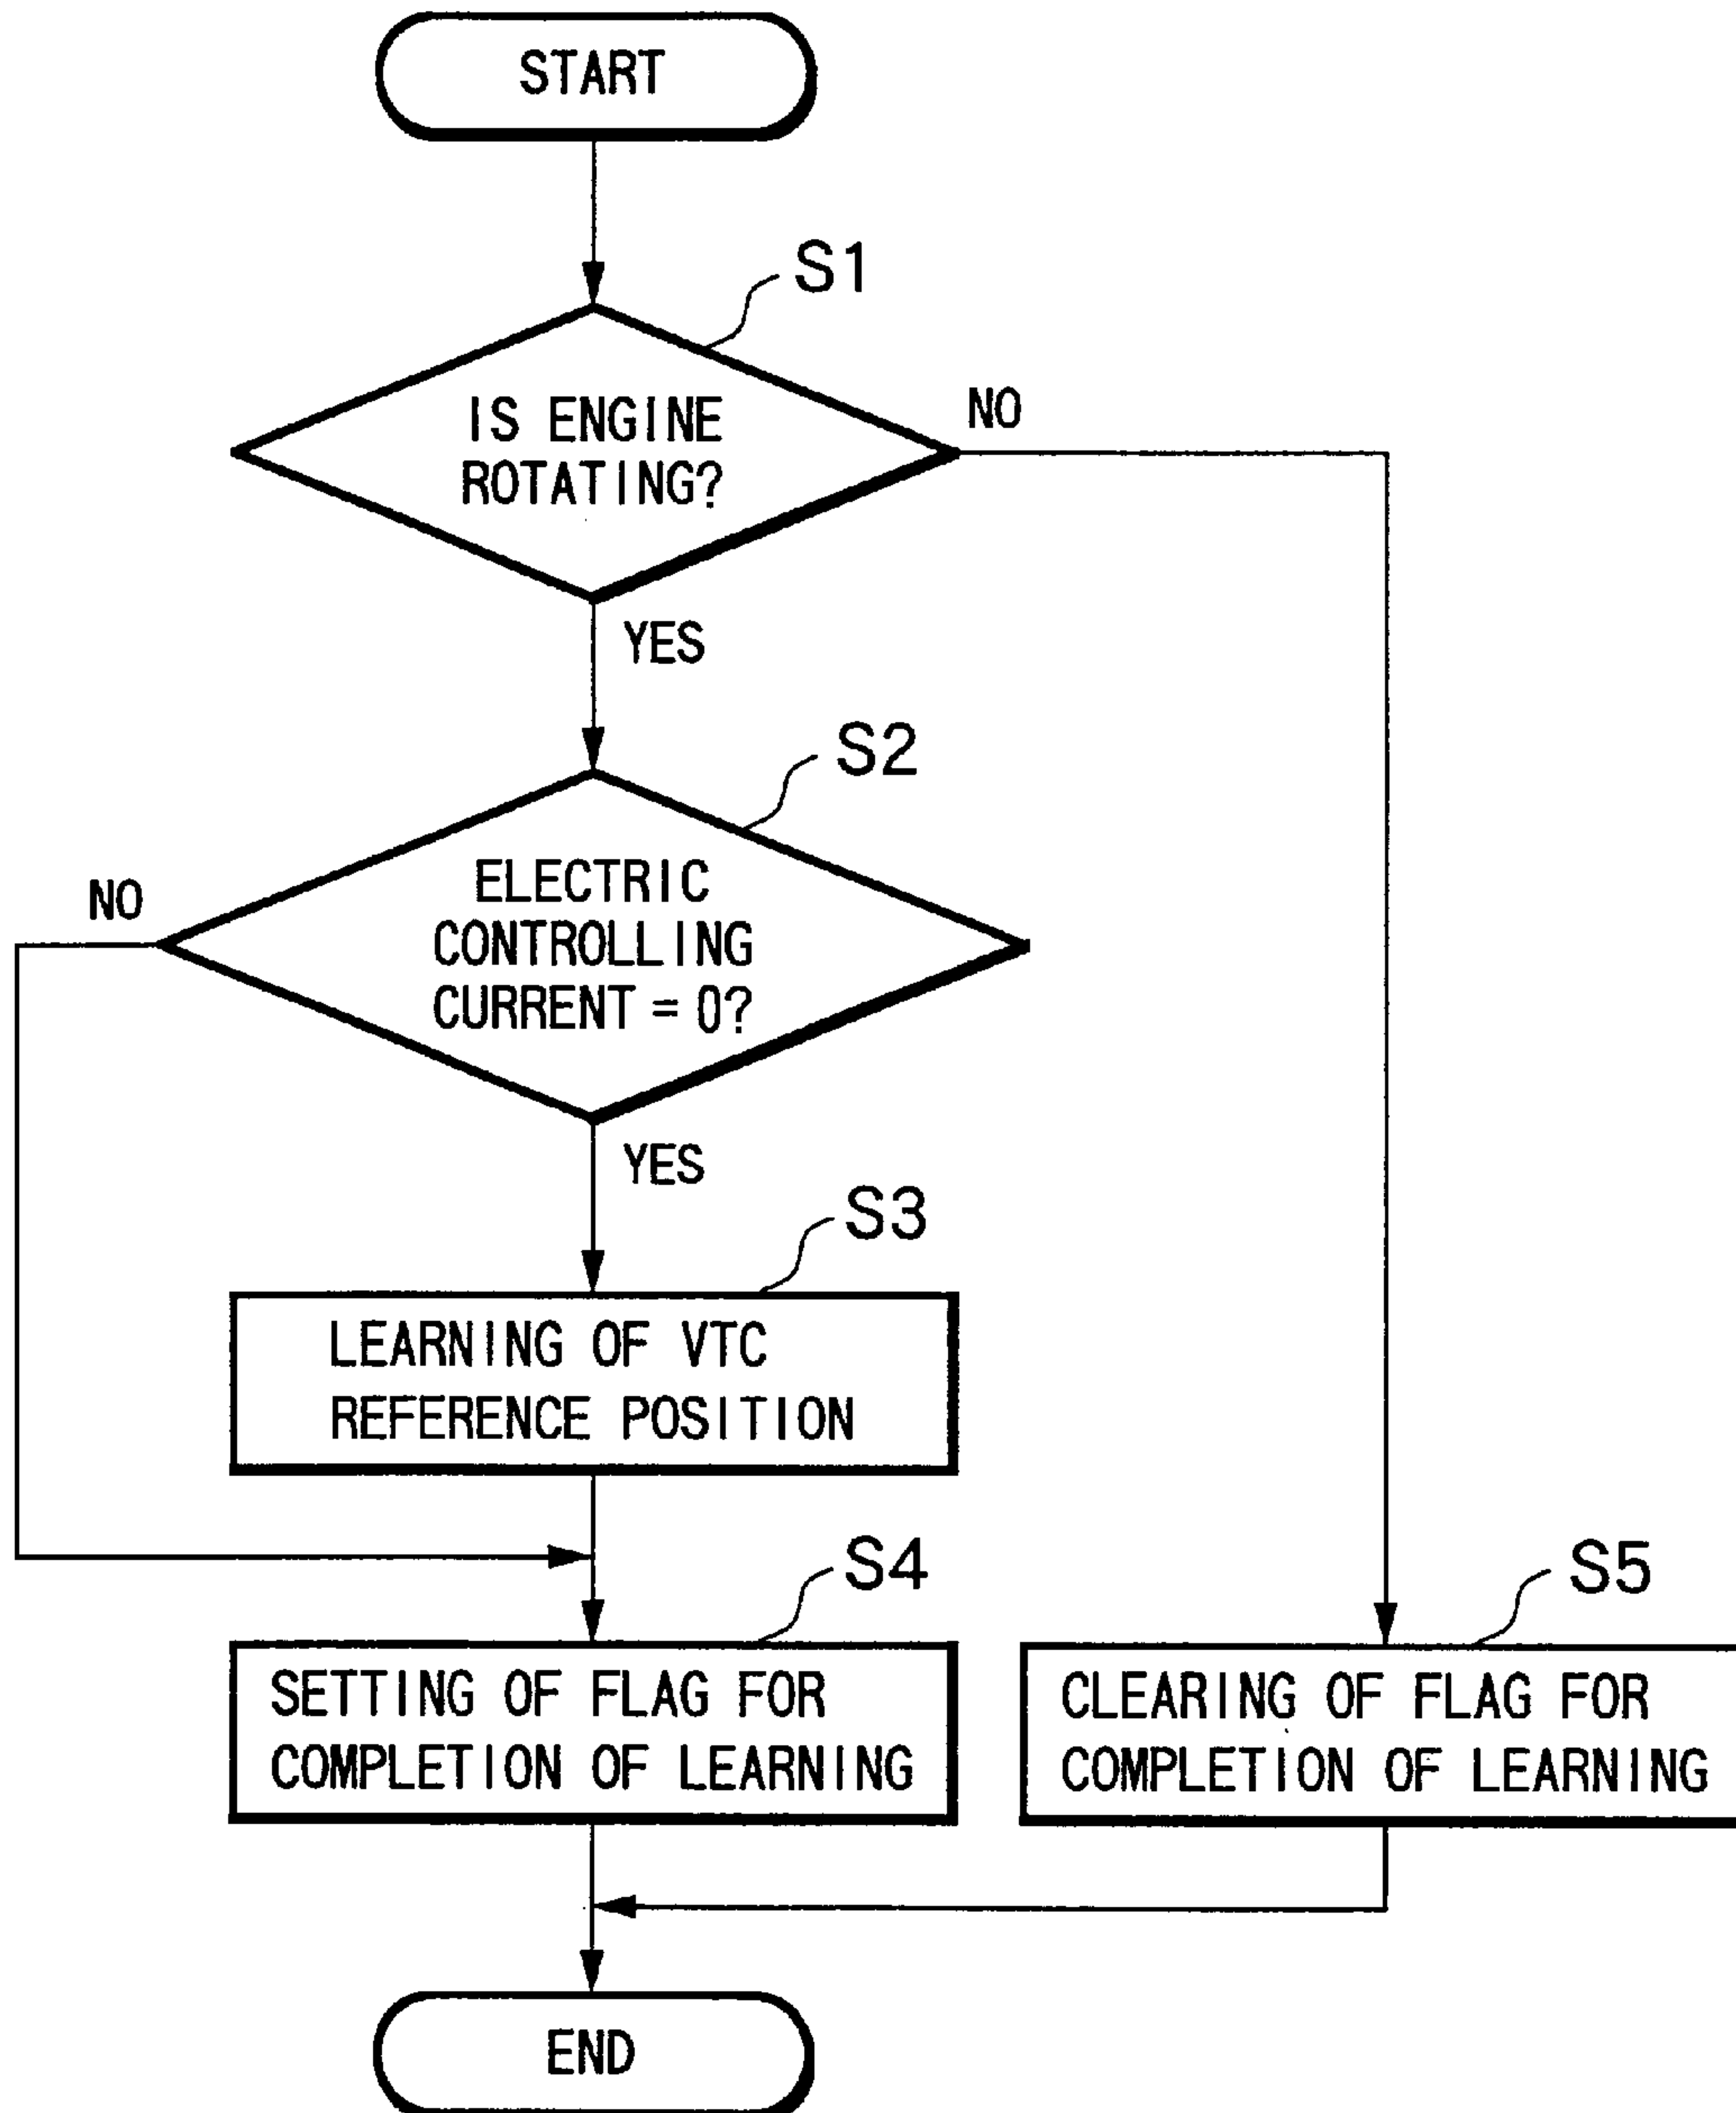 START
S1
IS ENGINE
ROTATING?
NO
YES
S2
ELECTRIC
CONTROLLING
CURRENT = 0?
NO
YES
S3
LEARNING OF VTC
REFERENCE POSITION
S4
SETTING OF FLAG FOR
COMPLETION OF LEARNING
S5
CLEARING OF FLAG FOR
COMPLETION OF LEARNING
END